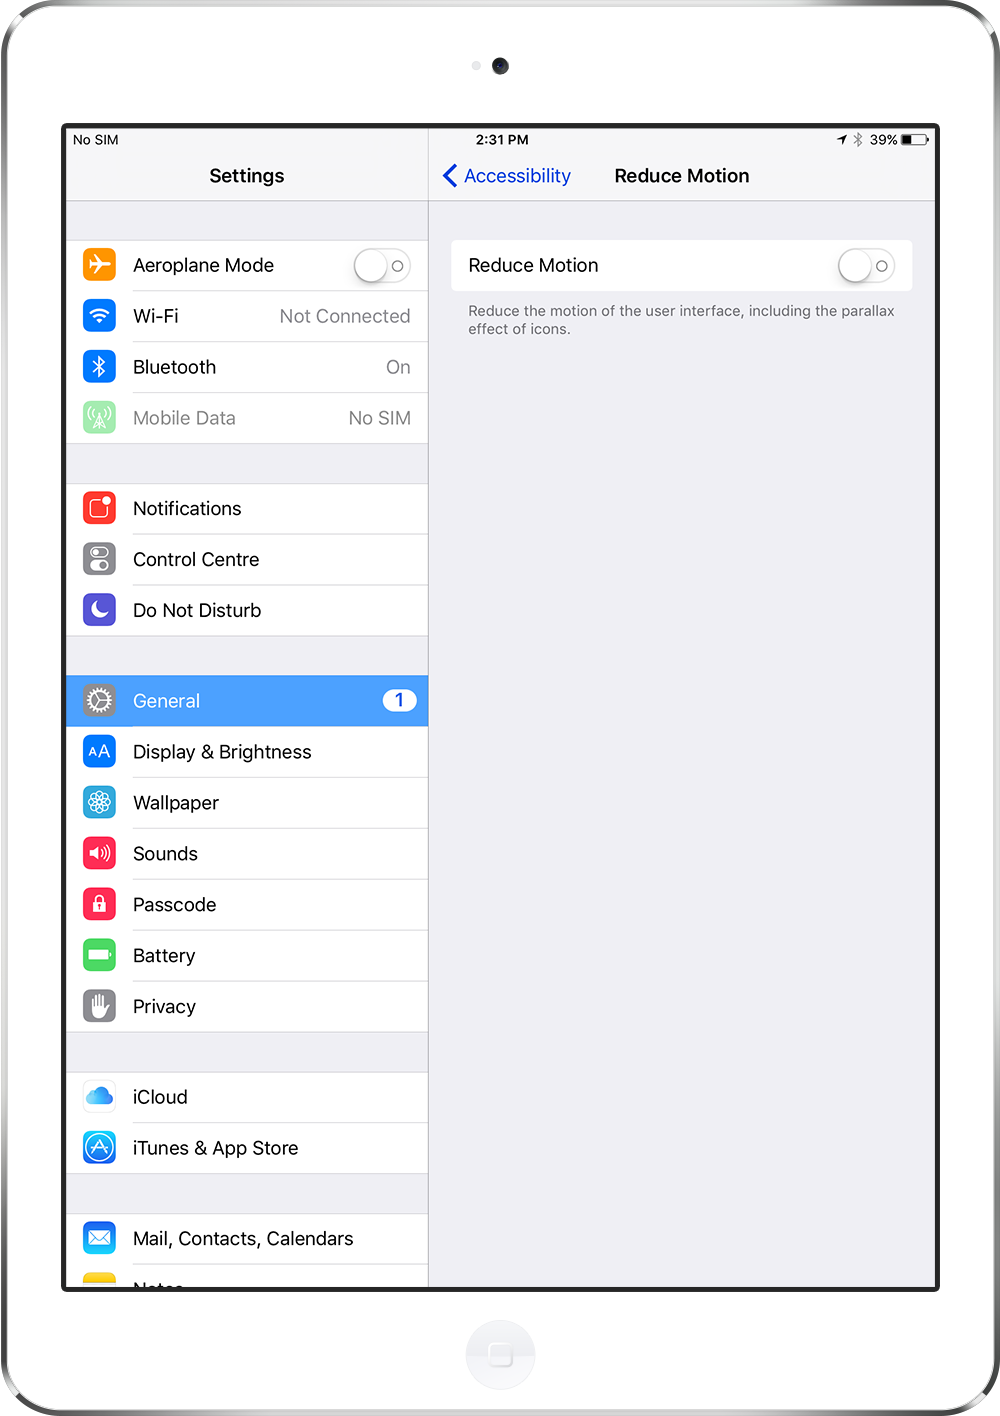 No SIM
2:31 PM
39%
Settings
Accessibility
Reduce Motion
Aeroplane Mode
Wi-Fi
Not Connected
Bluetooth
On
Mobile Data
No SIM
Notifications
Control Centre
Do Not Disturb
General
1
AA
Display & Brightness
Wallpaper
Sounds
Passcode
Battery
Privacy
iCloud
iTunes & App Store
Mail, Contacts, Calendars
Notes
Reduce Motion
Reduce the motion of the user interface, including the parallax
effect of icons.